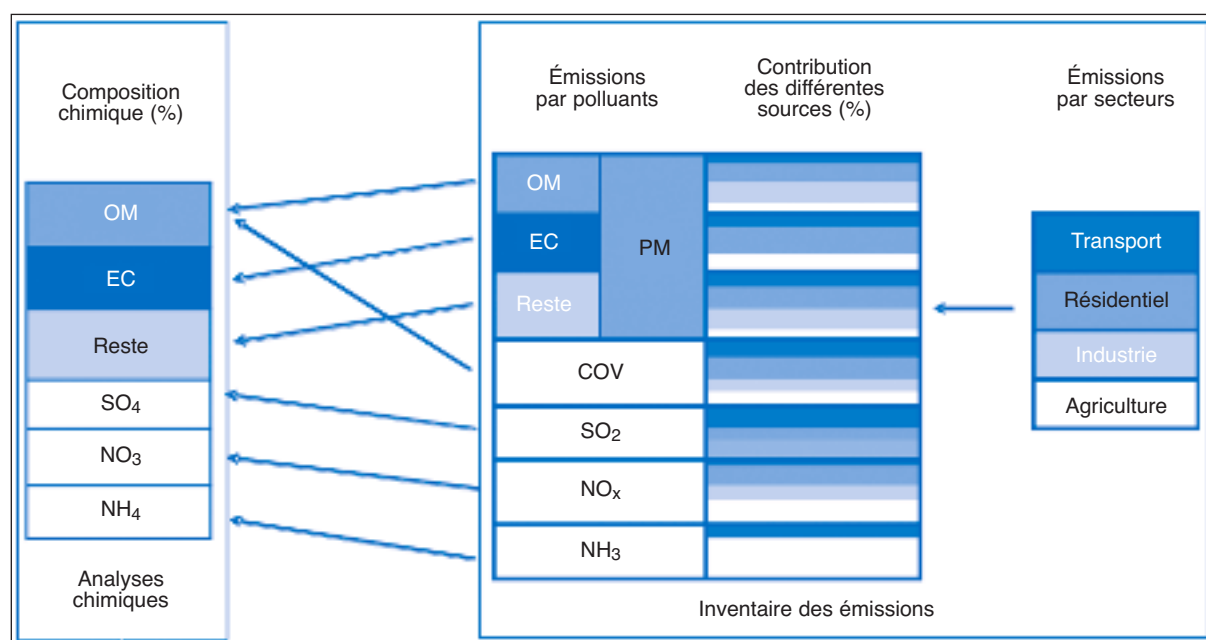 Composition
chimique (%)
OM
EC
Reste
SO₄
NO₃
NH₄
Analyses
chimiques
Émissions
par polluants
Contribution
des différentes
sources (%)
Émissions
par secteurs
OM
EC
Reste
PM
COV
SO₂
NOₓ
NH₃
Transport
Résidentiel
Industrie
Agriculture
Inventaire des émissions